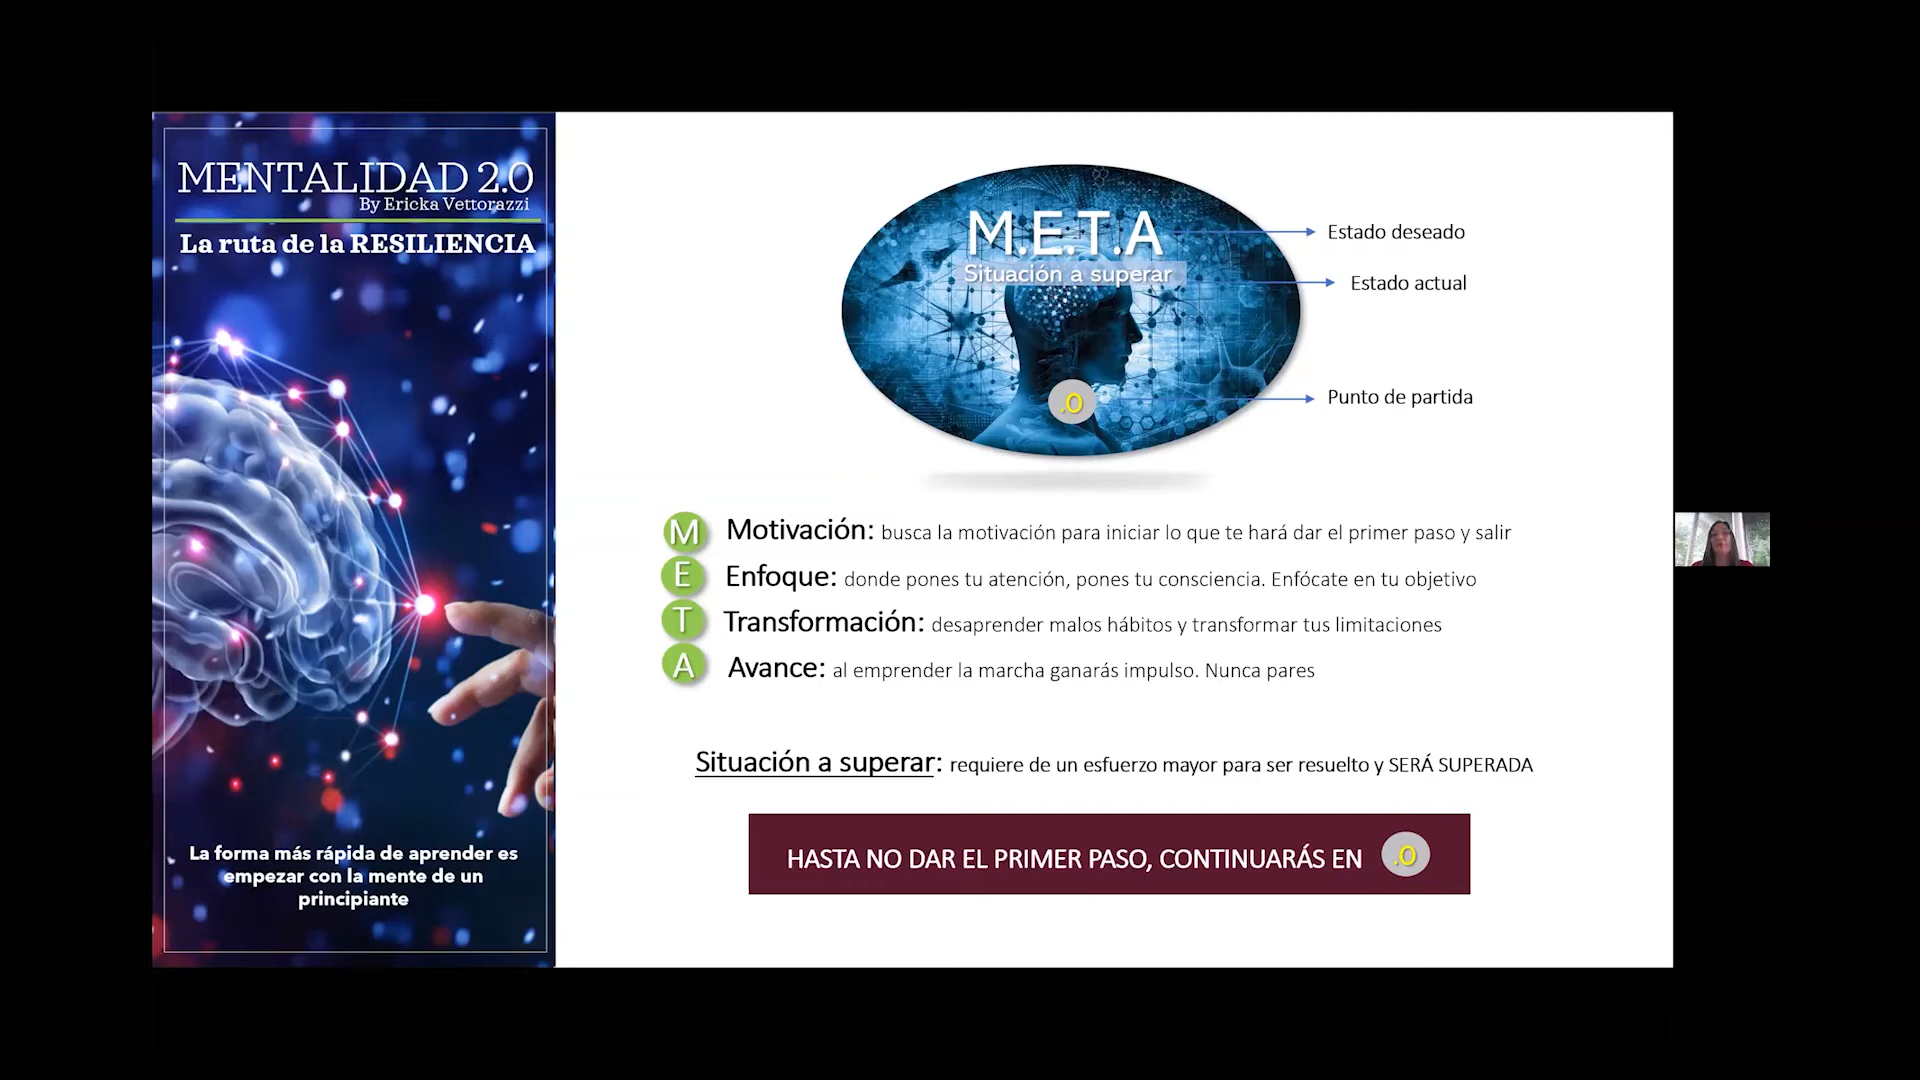 MENTALIDAD 2.0
By Ericka Vettorazzi
La ruta de la RESILIENCIA
La forma más rápida de aprender es
empezar con la mente de un
principiante
M.E.T.A
Situación a superar
.O
Estado deseado
Estado actual
Punto de partida
M Motivación: busca la motivación para iniciar lo que te hará dar el primer paso y salir
E Enfoque: donde pones tu atención, pones tu consciencia. Enfócate en tu objetivo
T Transformación: desaprender malos hábitos y transformar tus limitaciones
A Avance: al emprender la marcha ganarás impulso. Nunca pares
Situación a superar: requiere de un esfuerzo mayor para ser resuelto y SERÁ SUPERADA
HASTA NO DAR EL PRIMER PASO, CONTINUARÁS EN .O